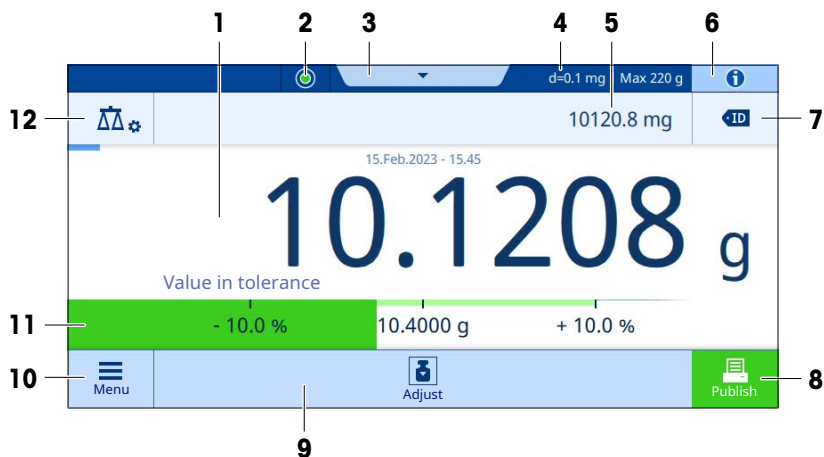 1 2 3 4 5 6
d=0.1 mg Max 220 g
12 10120.8 mg ID 7
15.Feb.2023 - 15.45
10.1208 g
Value in tolerance
11 - 10.0 % 10.4000 g + 10.0 %
10 Menu Adjust Publish 8
9